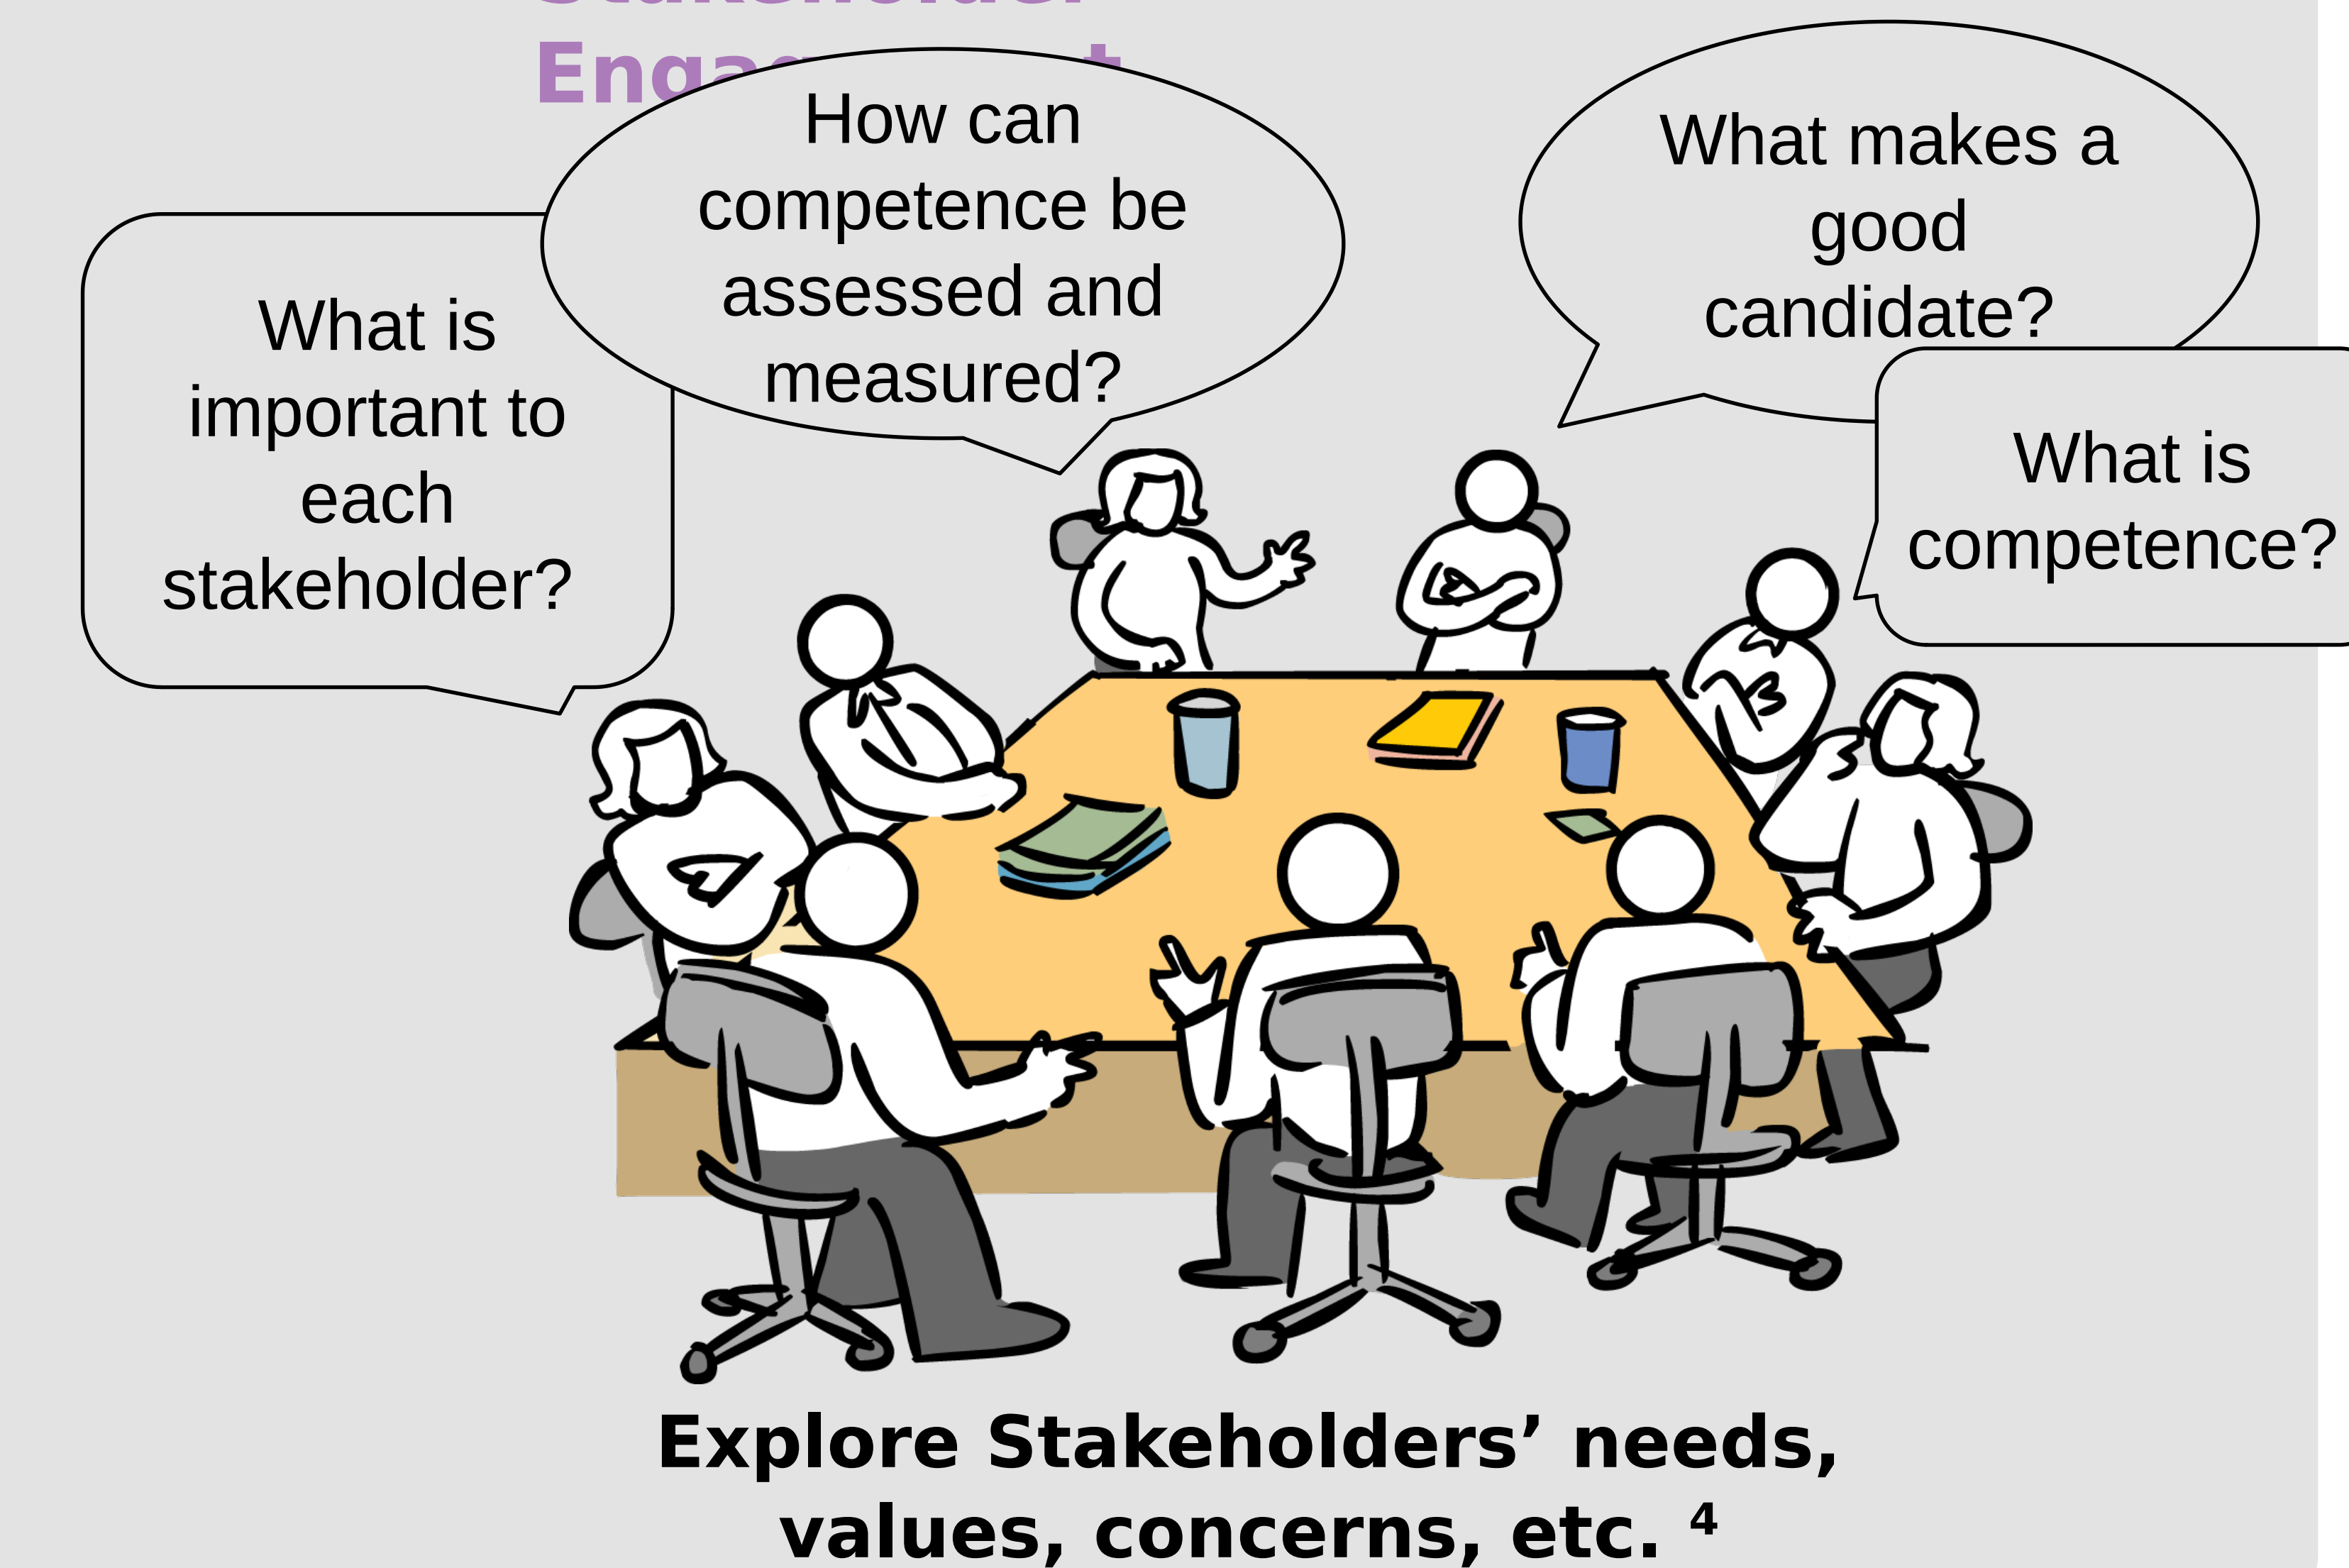 How can
competence be
assessed and
measured?
What makes a
good
candidate?
What is
important to
each
stakeholder?
What is
competence?
Explore Stakeholders’ needs,
values, concerns, etc. ⁴